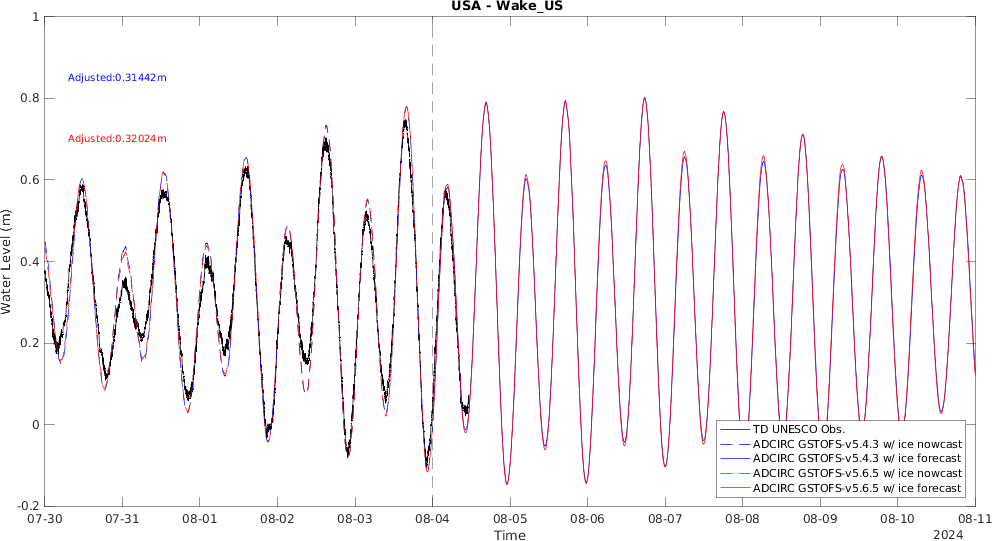 USA - Wake_US
1
0.8
0.6
0.4
0.2
0
-0.2
Water Level (m)
Adjusted:0.31442m
Adjusted:0.32024m
TD UNESCO Obs.
ADCIRC GSTOFS-v5.4.3 w/ ice nowcast
ADCIRC GSTOFS-v5.4.3 w/ ice forecast
ADCIRC GSTOFS-v5.6.5 w/ ice nowcast
ADCIRC GSTOFS-v5.6.5 w/ ice forecast
07-30 07-31 08-01 08-02 08-03 08-04 08-05 08-06 08-07 08-08 08-09 08-10 08-11
Time
2024